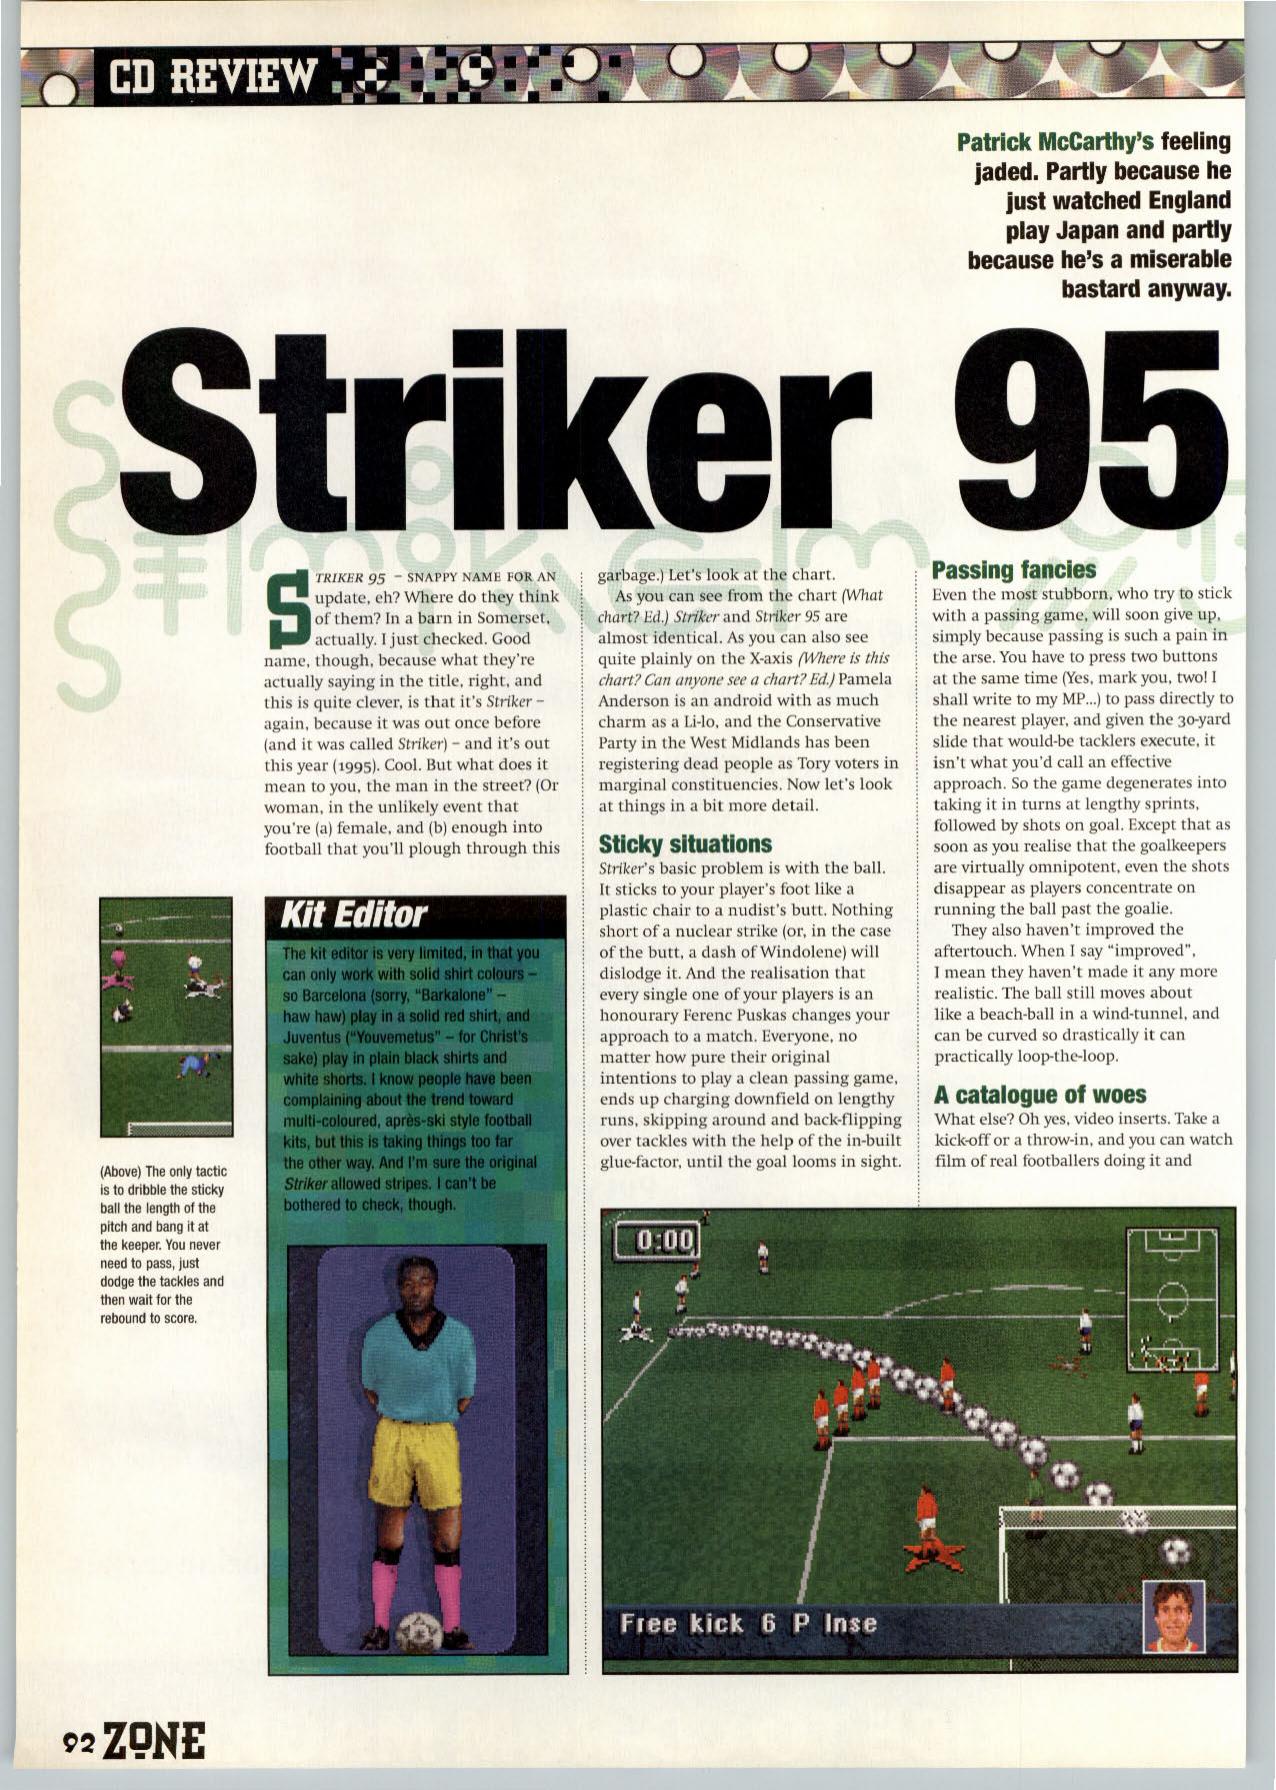 CD REVIEW
Patrick McCarthy's feeling
jaded. Partly because he
just watched England
play Japan and partly
because he's a miserable
bastard anyway.
Striker 95
STRIKER 95 – SNAPPY NAME FOR AN
update, eh? Where do they think
of them? In a barn in Somerset,
actually. I just checked. Good
name, though, because what they're
actually saying in the title, right, and
this is quite clever, is that it's Striker –
again, because it was out once before
(and it was called Striker) – and it's out
this year (1995). Cool. But what does it
mean to you, the man in the street? (Or
woman, in the unlikely event that
you're (a) female, and (b) enough into
football that you'll plough through this
garbage.) Let's look at the chart.
As you can see from the chart (What
chart? Ed.) Striker and Striker 95 are
almost identical. As you can also see
quite plainly on the X-axis (Where is this
chart? Can anyone see a chart? Ed.) Pamela
Anderson is an android with as much
charm as a Li-lo, and the Conservative
Party in the West Midlands has been
registering dead people as Tory voters in
marginal constituencies. Now let's look
at things in a bit more detail.
Sticky situations
Striker's basic problem is with the ball.
It sticks to your player's foot like a
plastic chair to a nudist's butt. Nothing
short of a nuclear strike (or, in the case
of the butt, a dash of Windolene) will
dislodge it. And the realisation that
every single one of your players is an
honourary Ferenc Puskas changes your
approach to a match. Everyone, no
matter how pure their original
intentions to play a clean passing game,
ends up charging downfield on lengthy
runs, skipping around and back-flipping
over tackles with the help of the in-built
glue-factor, until the goal looms in sight.
Passing fancies
Even the most stubborn, who try to stick
with a passing game, will soon give up,
simply because passing is such a pain in
the arse. You have to press two buttons
at the same time (Yes, mark you, two! I
shall write to my MP...) to pass directly to
the nearest player, and given the 30-yard
slide that would-be tacklers execute, it
isn't what you'd call an effective
approach. So the game degenerates into
taking it in turns at lengthy sprints,
followed by shots on goal. Except that as
soon as you realise that the goalkeepers
are virtually omnipotent, even the shots
disappear as players concentrate on
running the ball past the goalie.
They also haven't improved the
aftertouch. When I say "improved",
I mean they haven't made it any more
realistic. The ball still moves about
like a beach-ball in a wind-tunnel, and
can be curved so drastically it can
practically loop-the-loop.
A catalogue of woes
What else? Oh yes, video inserts. Take a
kick-off or a throw-in, and you can watch
film of real footballers doing it and
Kit Editor
The kit editor is very limited, in that you
can only work with solid shirt colours –
so Barcelona (sorry, "Barkalone" –
haw haw) play in a solid red shirt, and
Juventus ("Youvemetus" – for Christ's
sake) play in plain black shirts and
white shorts. I know people have been
complaining about the trend toward
multi-coloured, après-ski style football
kits, but this is taking things too far
the other way. And I'm sure the original
Striker allowed stripes. I can't be
bothered to check, though.
(Above) The only tactic
is to dribble the sticky
ball the length of the
pitch and bang it at
the keeper. You never
need to pass, just
dodge the tackles and
then wait for the
rebound to score.
0:00
Free kick 6 P Inse
92 ZONE